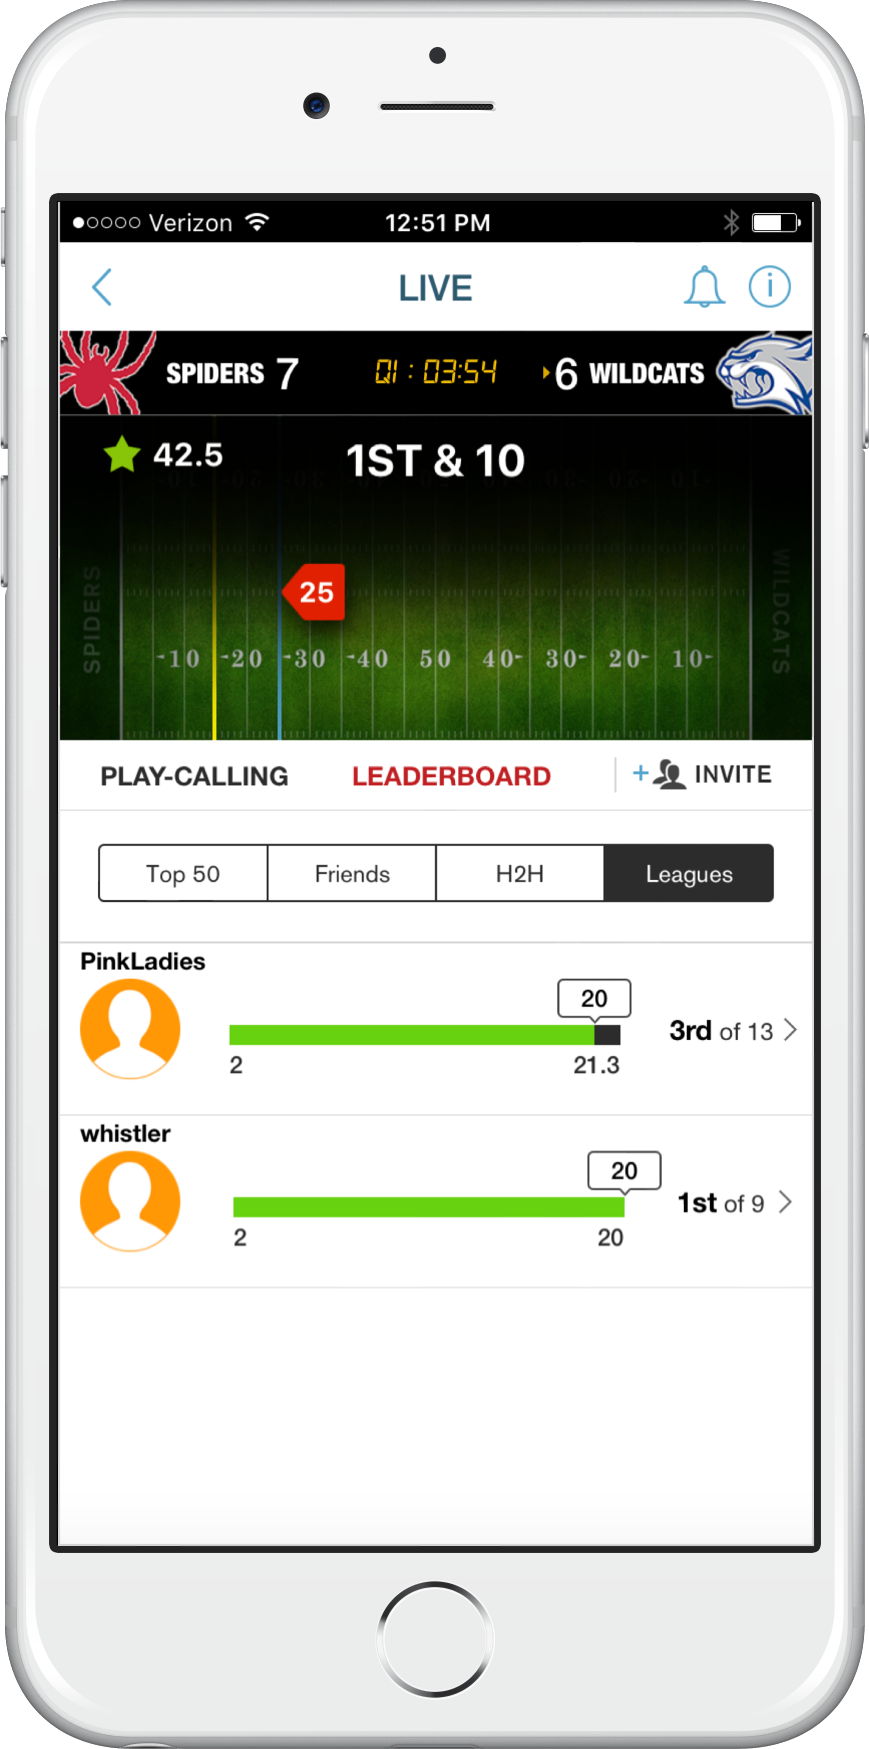 Verizon
12:51 PM
LIVE
SPIDERS 7 Q1 : 03:54 6 WILDCATS
42.5 1ST & 10
25
SPIDERS
WILDCATS
10 20 30 40 50 40 30 20 10
PLAY-CALLING LEADERBOARD + INVITE
Top 50 Friends H2H Leagues
PinkLadies
20
3rd of 13
2 21.3
whistler
20
1st of 9
2 20